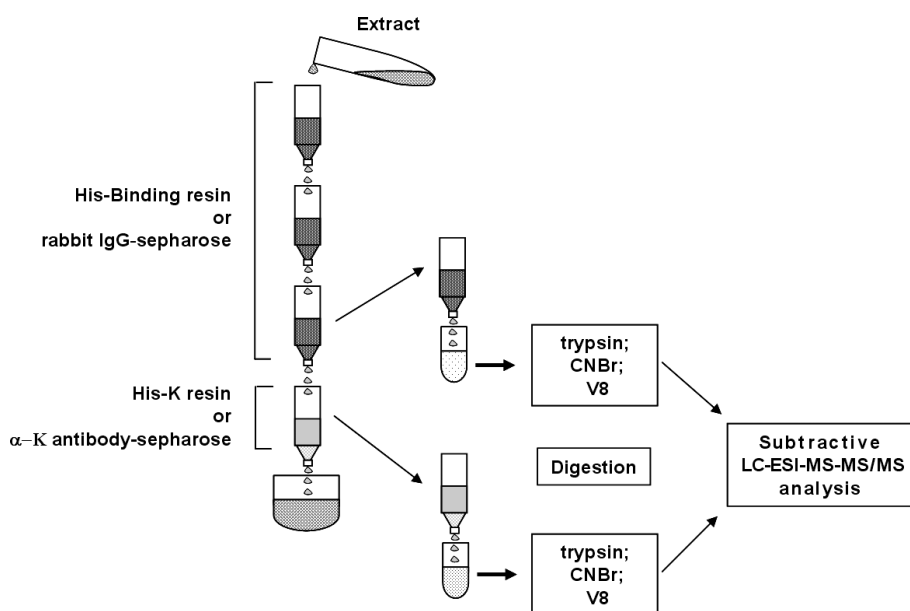 Extract
His-Binding resin
or
rabbit IgG-sepharose
His-K resin
or
α–K antibody-sepharose
trypsin;
CNBr;
V8
Digestion
trypsin;
CNBr;
V8
Subtractive
LC-ESI-MS-MS/MS
analysis